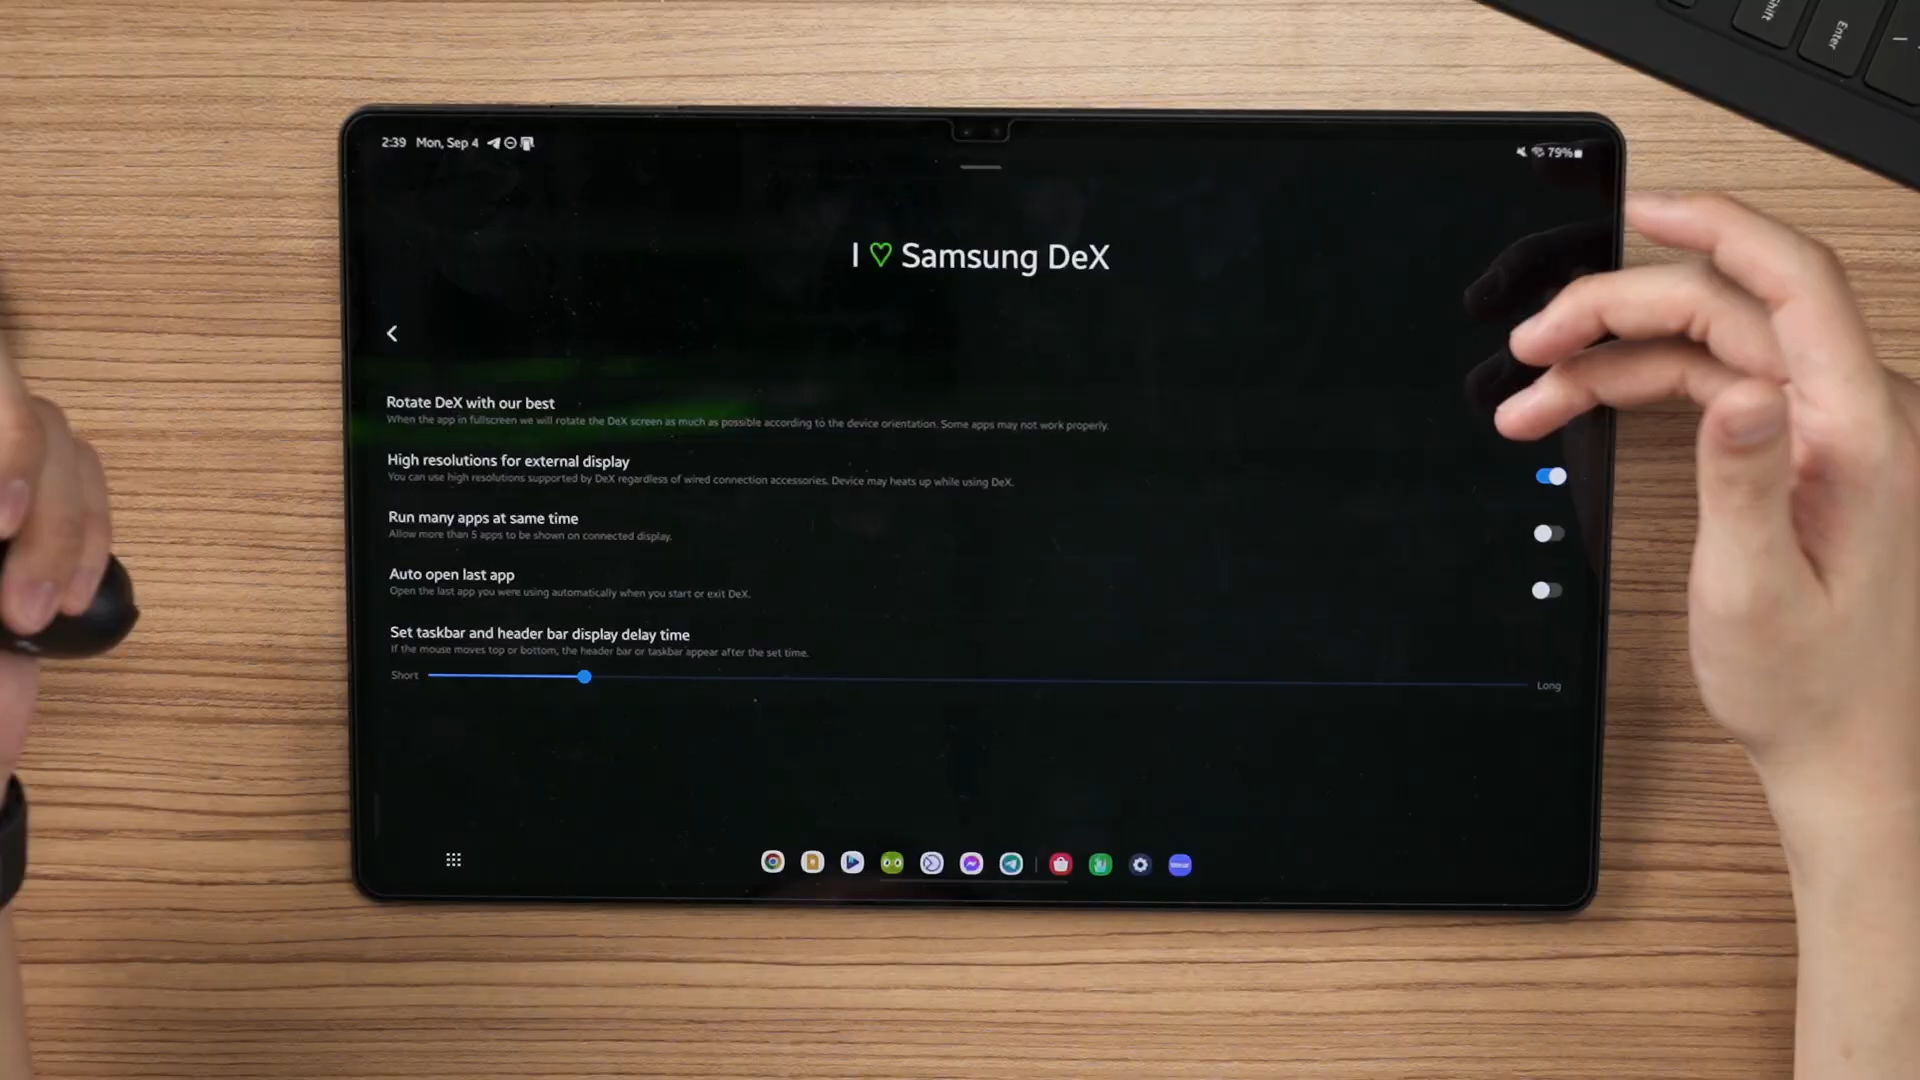 Shift
Enter
2:39 Mon, Sep 4
79%
I ♡ Samsung DeX
Rotate DeX with our best
When the app in fullscreen we will rotate the DeX screen as much as possible according to the device orientation. Some apps may not work properly.
High resolutions for external display
You can use high resolutions supported by DeX regardless of wired connection accessories. Device may heats up while using DeX.
Run many apps at same time
Allow more than 5 apps to be shown on connected display.
Auto open last app
Open the last app you were using automatically when you start or exit DeX.
Set taskbar and header bar display delay time
If the mouse moves top or bottom, the header bar or taskbar appear after the set time.
Short
Long